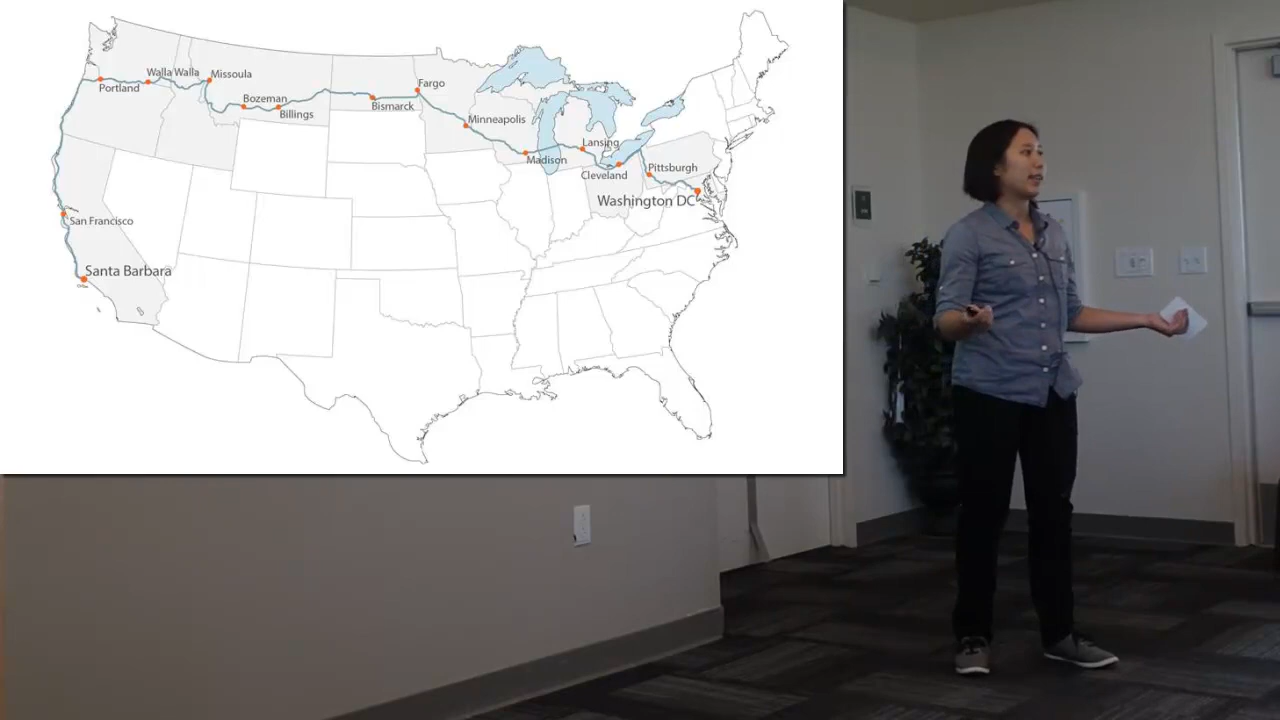 Portland
Walla Walla
Missoula
Bozeman
Billings
Bismarck
Fargo
Minneapolis
Madison
Lansing
Cleveland
Pittsburgh
Washington DC
San Francisco
Santa Barbara